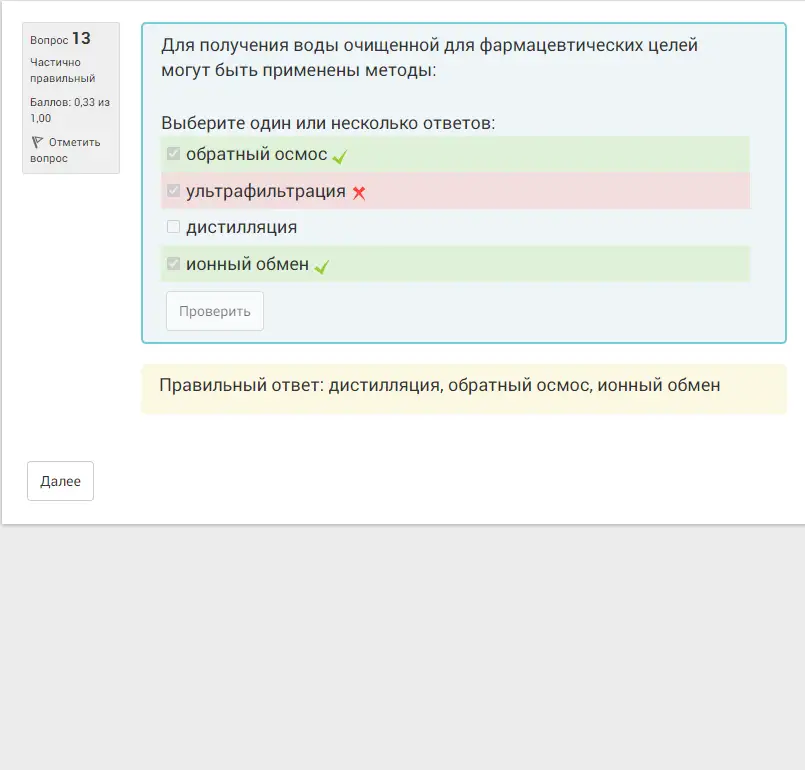 Вопрос 13
Частично
правильный
Баллов: 0,33 из
1,00
Отметить
вопрос
Для получения воды очищенной для фармацевтических целей
могут быть применены методы:
Выберите один или несколько ответов:
обратный осмос
ультрафильтрация
дистилляция
ионный обмен
Проверить
Правильный ответ: дистилляция, обратный осмос, ионный обмен
Далее